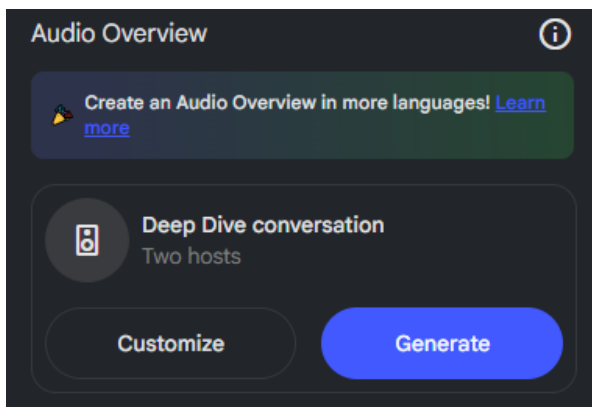 Audio Overview
Create an Audio Overview in more languages! Learn
more
Deep Dive conversation
Two hosts
Customize
Generate